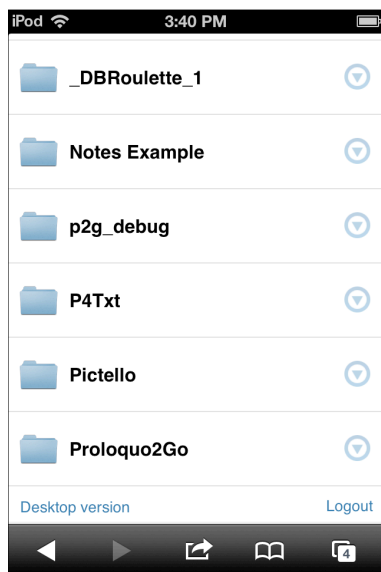 iPod 3:40 PM
_DBRoulette_1
Notes Example
p2g_debug
P4Txt
Pictello
Proloquo2Go
Desktop version Logout
4